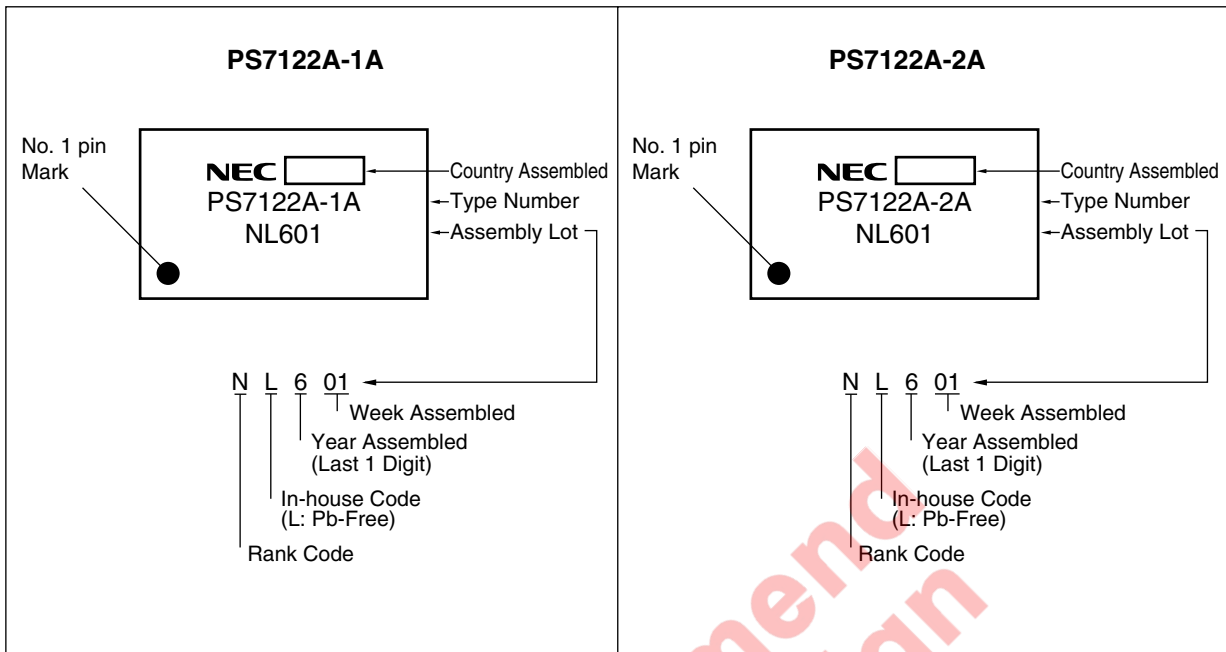 PS7122A-1A
No. 1 pin
Mark
NEC
Country Assembled
PS7122A-1A
Type Number
NL601
Assembly Lot
N L 6 01
Week Assembled
Year Assembled
(Last 1 Digit)
In-house Code
(L: Pb-Free)
Rank Code
PS7122A-2A
No. 1 pin
Mark
NEC
Country Assembled
PS7122A-2A
Type Number
NL601
Assembly Lot
N L 6 01
Week Assembled
Year Assembled
(Last 1 Digit)
In-house Code
(L: Pb-Free)
Rank Code